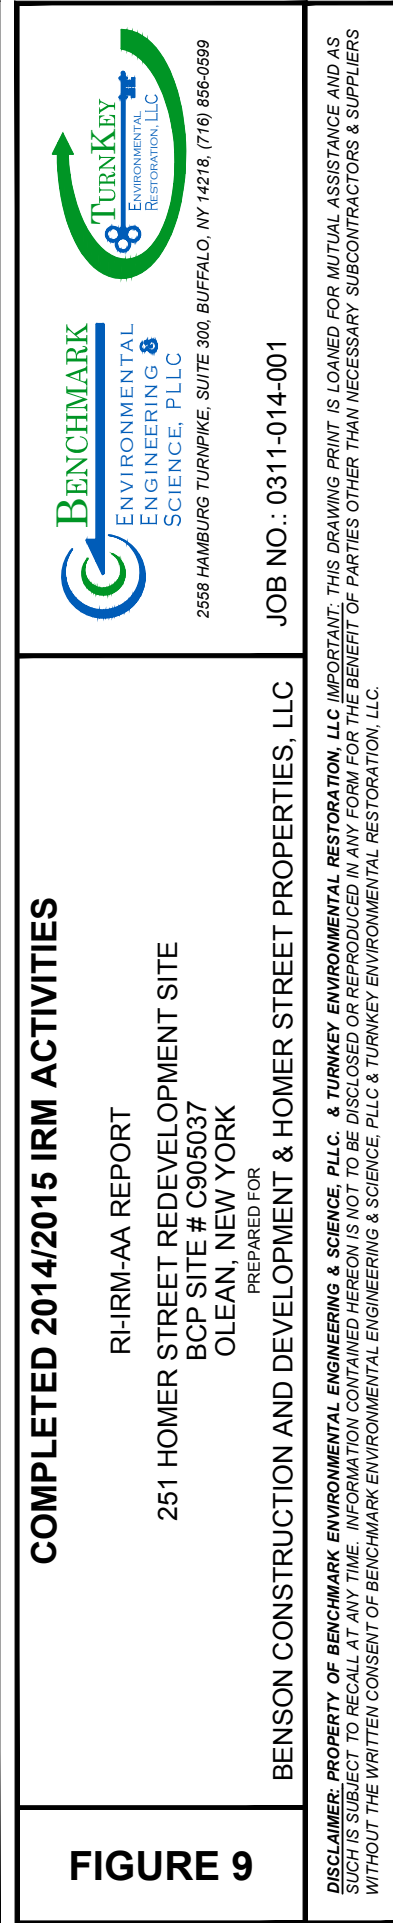 BENCHMARK
ENVIRONMENTAL
ENGINEERING &
SCIENCE, PLLC
TURNKEY
ENVIRONMENTAL
RESTORATION, LLC
2558 HAMBURG TURNPIKE, SUITE 300, BUFFALO, NY 14218, (716) 856-0599
JOB NO.: 0311-014-001
COMPLETED 2014/2015 IRM ACTIVITIES
RI-IRM-AA REPORT
251 HOMER STREET REDEVELOPMENT SITE
BCP SITE # C905037
OLEAN, NEW YORK
PREPARED FOR
BENSON CONSTRUCTION AND DEVELOPMENT & HOMER STREET PROPERTIES, LLC
FIGURE 9
DISCLAIMER: PROPERTY OF BENCHMARK ENVIRONMENTAL ENGINEERING & SCIENCE, PLLC. & TURNKEY ENVIRONMENTAL RESTORATION, LLC IMPORTANT: THIS DRAWING PRINT IS LOANED FOR MUTUAL ASSISTANCE AND AS
SUCH IS SUBJECT TO RECALL AT ANY TIME. INFORMATION CONTAINED HEREON IS NOT TO BE DISCLOSED OR REPRODUCED IN ANY FORM FOR THE BENEFIT OF PARTIES OTHER THAN NECESSARY SUBCONTRACTORS & SUPPLIERS
WITHOUT THE WRITTEN CONSENT OF BENCHMARK ENVIRONMENTAL ENGINEERING & SCIENCE, PLLC & TURNKEY ENVIRONMENTAL RESTORATION, LLC.